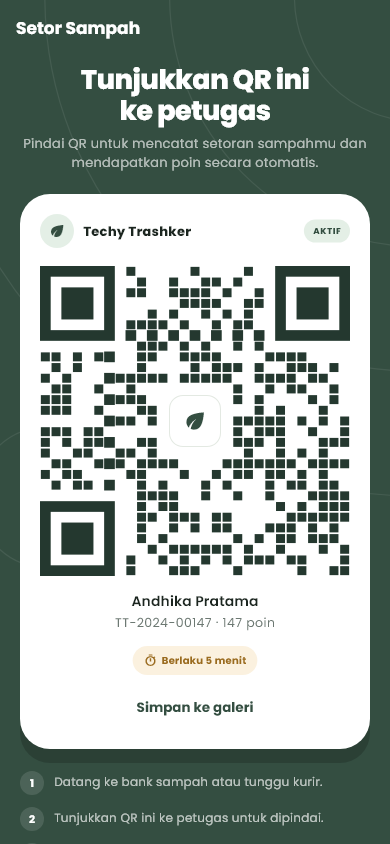 Setor Sampah
Tunjukkan QR ini
ke petugas
Pindai QR untuk mencatat setoran sampahmu dan
mendapatkan poin secara otomatis.
Techy Trashker
AKTIF
Andhika Pratama
TT-2024-00147 · 147 poin
Berlaku 5 menit
Simpan ke galeri
1 Datang ke bank sampah atau tunggu kurir.
2 Tunjukkan QR ini ke petugas untuk dipindai.